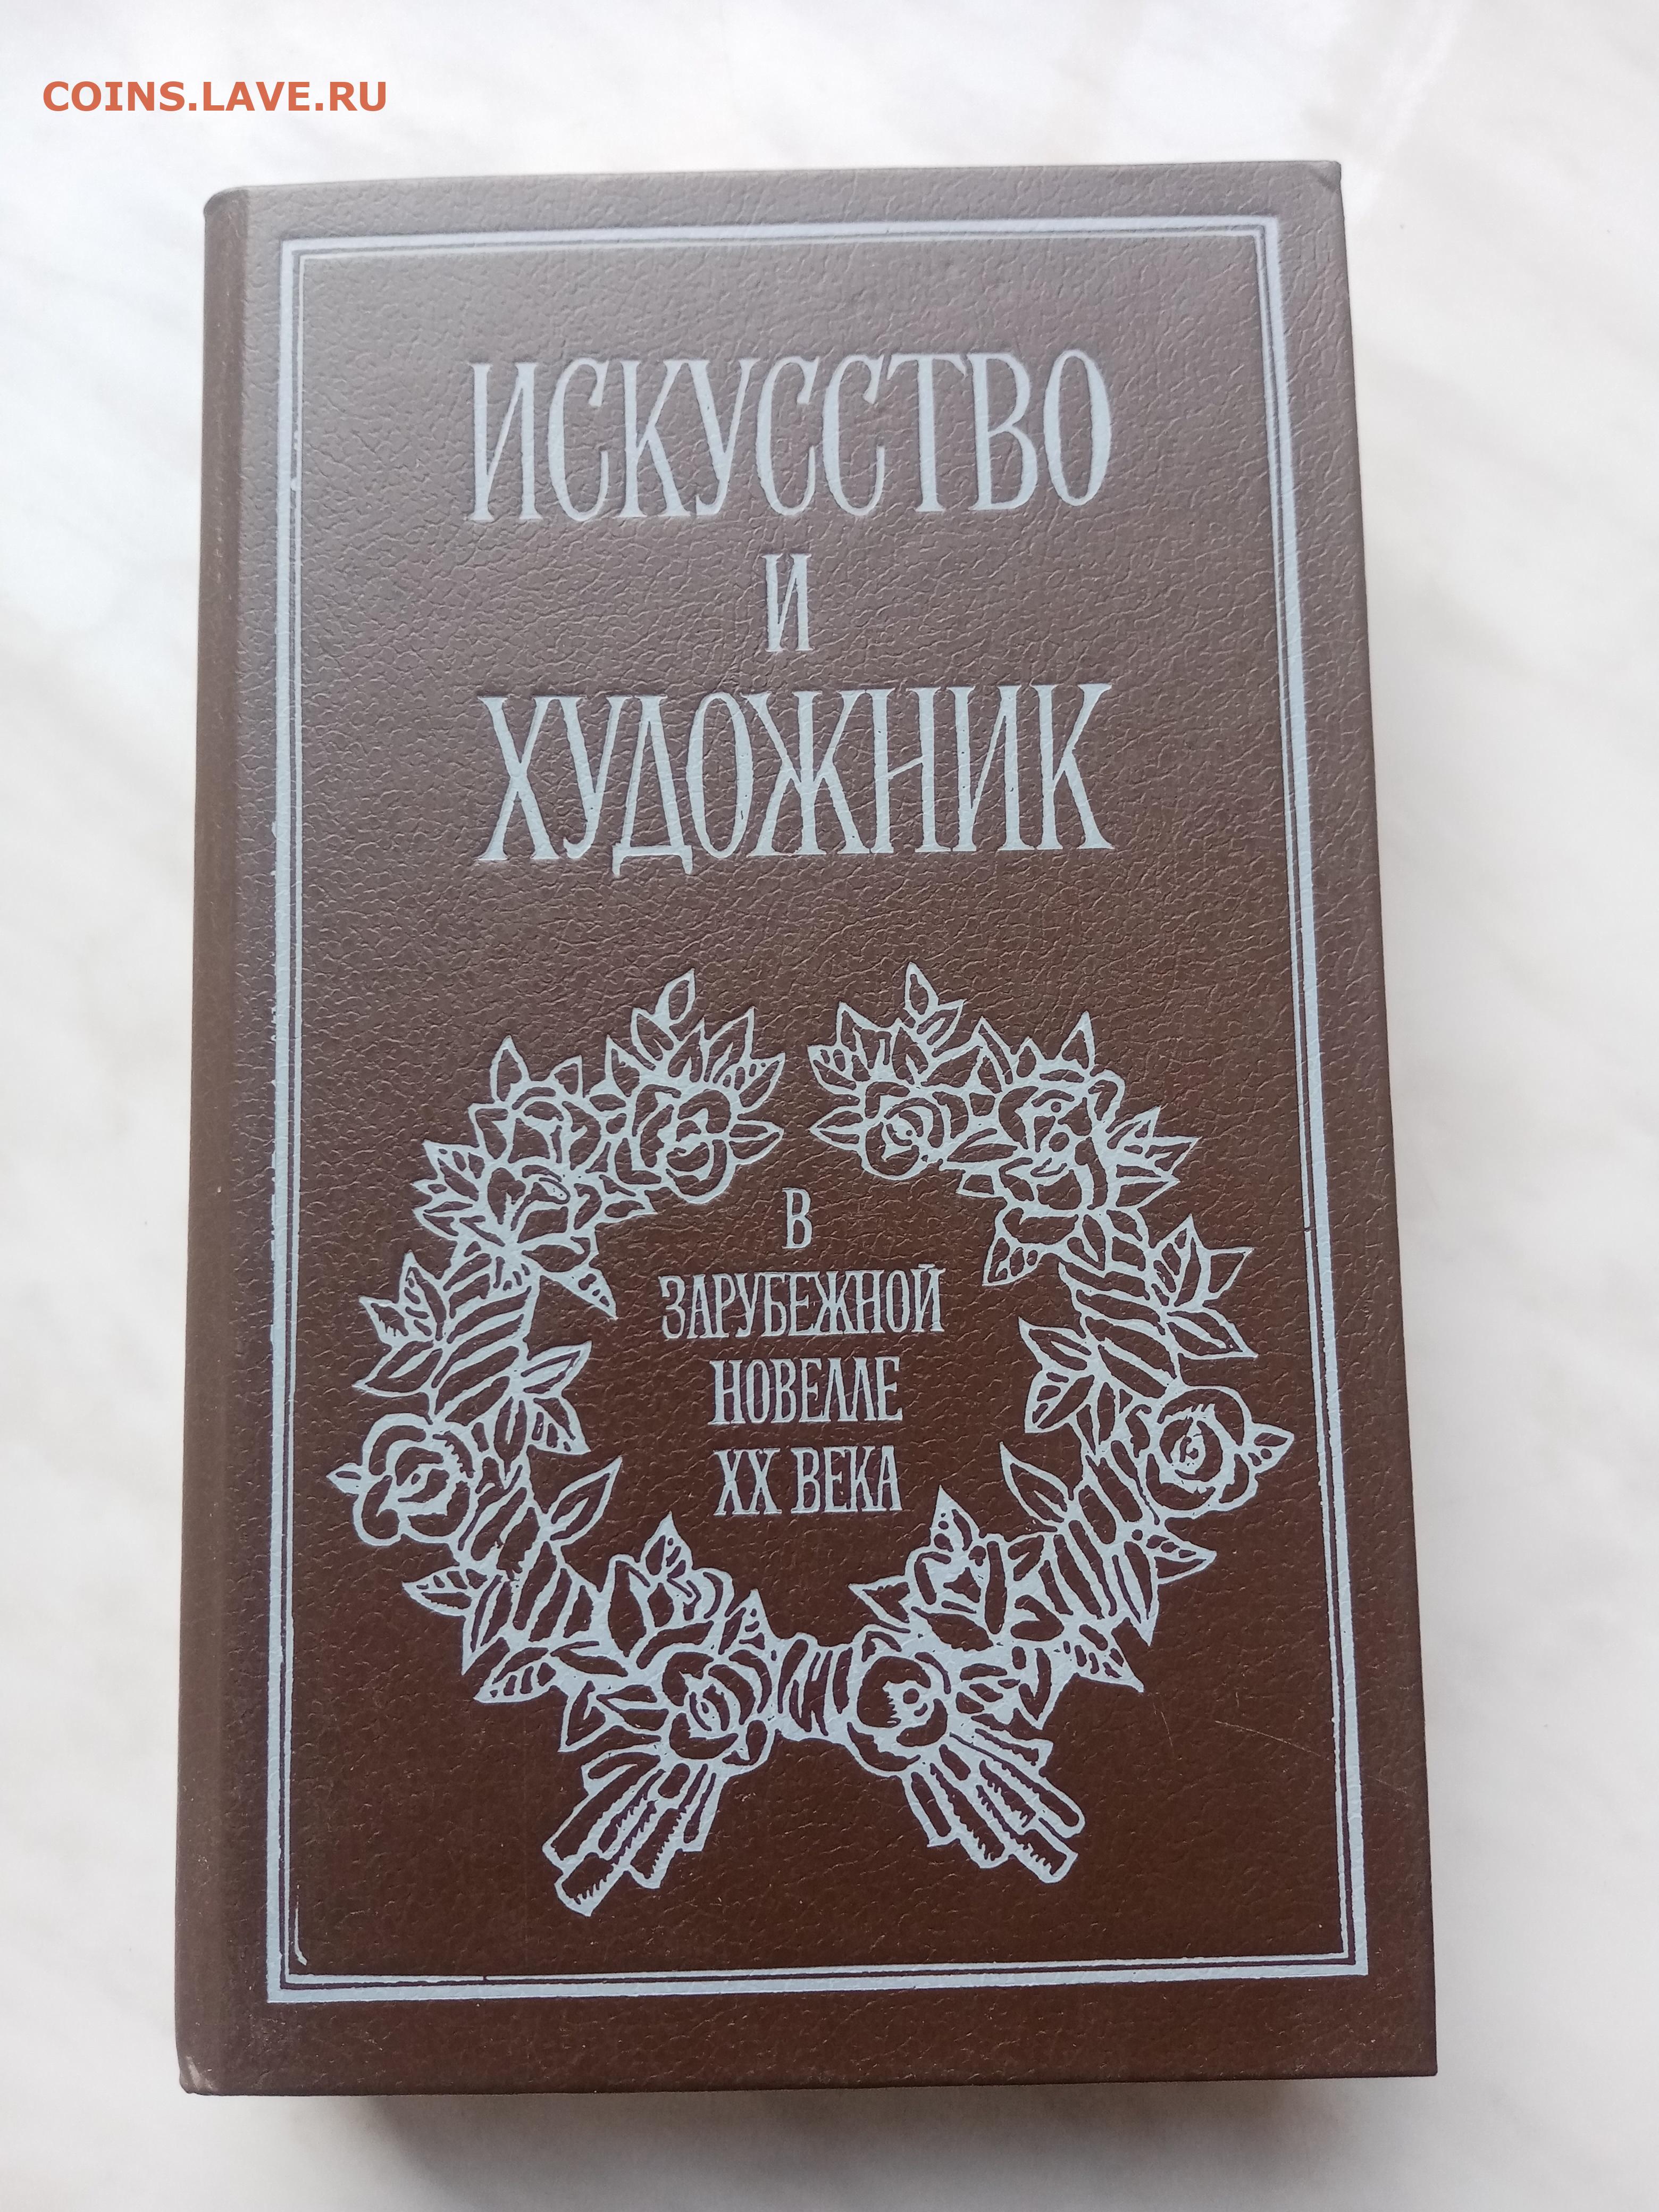 COINS.LAVE.RU
ИСКУССТВО
И
ХУДОЖНИК
В
ЗАРУБЕЖНОЙ
НОВЕЛЛЕ
XX ВЕКА